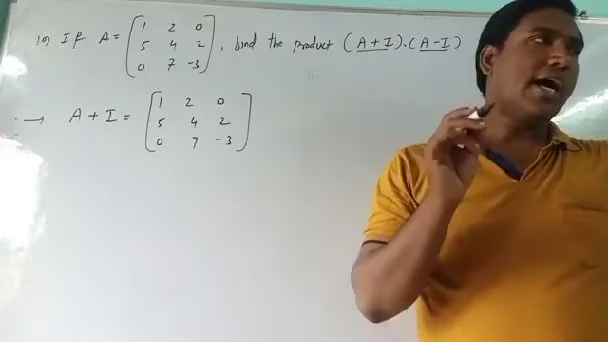 10) If A = [1 2 0
5 4 2
0 7 -3], find the product (A+I).(A-I)
→ A + I = [1 2 0
5 4 2
0 7 -3]